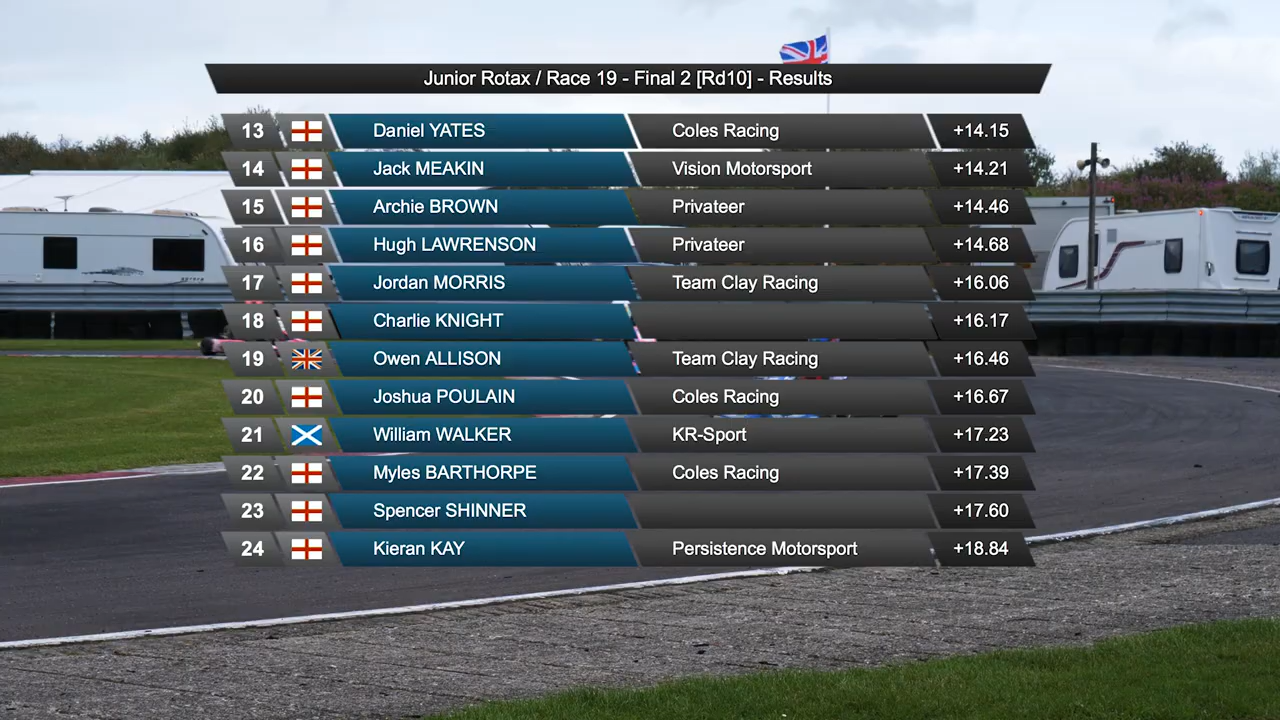 Junior Rotax / Race 19 - Final 2 [Rd10] - Results
13 Daniel YATES Coles Racing +14.15
14 Jack MEAKIN Vision Motorsport +14.21
15 Archie BROWN Privateer +14.46
16 Hugh LAWRENSON Privateer +14.68
17 Jordan MORRIS Team Clay Racing +16.06
18 Charlie KNIGHT +16.17
19 Owen ALLISON Team Clay Racing +16.46
20 Joshua POULAIN Coles Racing +16.67
21 William WALKER KR-Sport +17.23
22 Myles BARTHORPE Coles Racing +17.39
23 Spencer SHINNER +17.60
24 Kieran KAY Persistence Motorsport +18.84